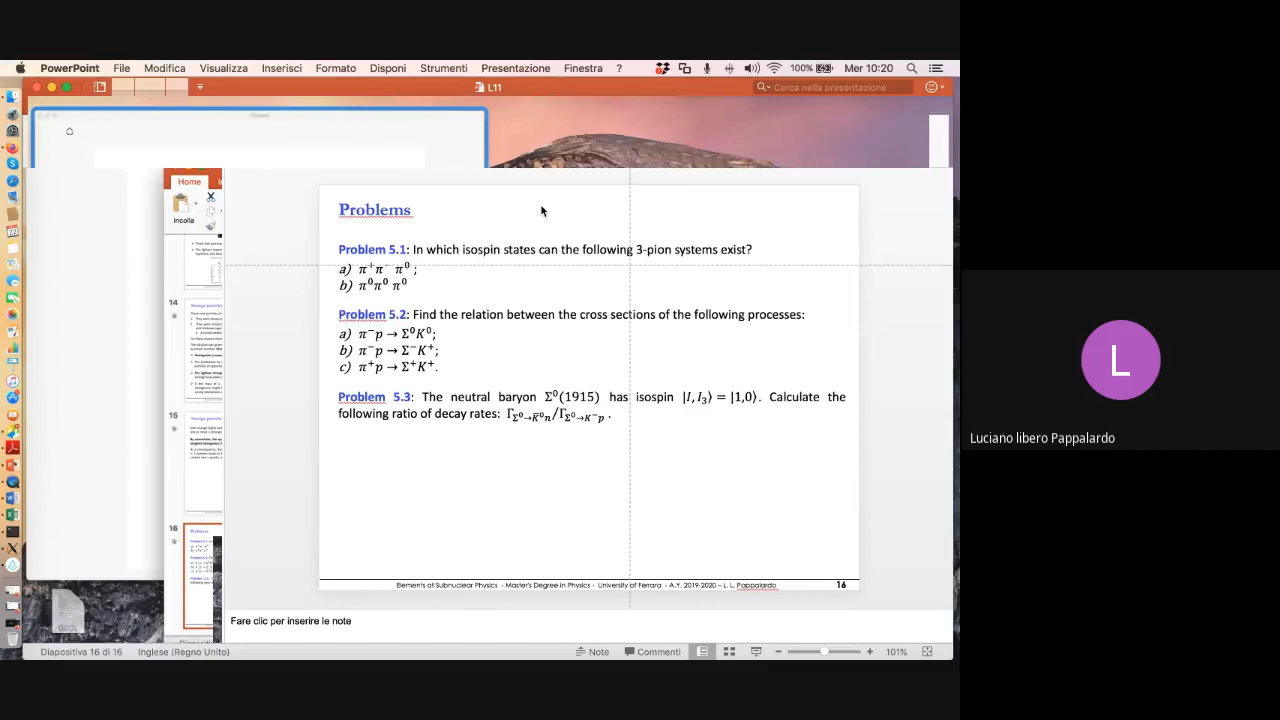 PowerPoint File Modifica Visualizza Inserisci Formato Disponi Strumenti Presentazione Finestra ? 100% Mer 10:20
L11
Cerca nella presentazione
Home
Incolla
Problems
Problem 5.1: In which isospin states can the following 3-pion systems exist?
a) π⁺π⁻ π⁰ ;
b) π⁰π⁰ π⁰
Problem 5.2: Find the relation between the cross sections of the following processes:
a) π⁻p → Σ⁰K⁰;
b) π⁻p → Σ⁻K⁺;
c) π⁺p → Σ⁺K⁺.
Problem 5.3: The neutral baryon Σ⁰(1915) has isospin |I, I₃⟩ = |1,0⟩. Calculate the
following ratio of decay rates: Γ_{Σ⁰→K̅⁰n}/Γ_{Σ⁰→K⁻p} .
Elements of Subnuclear Physics - Master's Degree in Physics - University of Ferrara - A.Y. 2019-2020 – L. L. Pappalardo 16
14
15
16
Fare clic per inserire le note
Diapositiva 16 di 16 Inglese (Regno Unito) Note Commenti 101%
L
Luciano libero Pappalardo